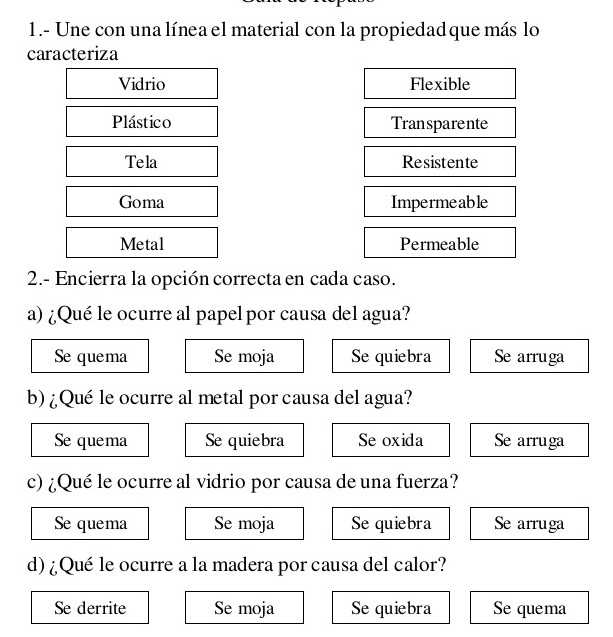 1.- Une con una línea el material con la propiedad que más lo
caracteriza
Vidrio Flexible
Plástico Transparente
Tela Resistente
Goma Impermeable
Metal Permeable
2.- Encierra la opción correcta en cada caso.
a) ¿Qué le ocurre al papel por causa del agua?
Se quema Se moja Se quiebra Se arruga
b) ¿Qué le ocurre al metal por causa del agua?
Se quema Se quiebra Se oxida Se arruga
c) ¿Qué le ocurre al vidrio por causa de una fuerza?
Se quema Se moja Se quiebra Se arruga
d) ¿Qué le ocurre a la madera por causa del calor?
Se derrite Se moja Se quiebra Se quema